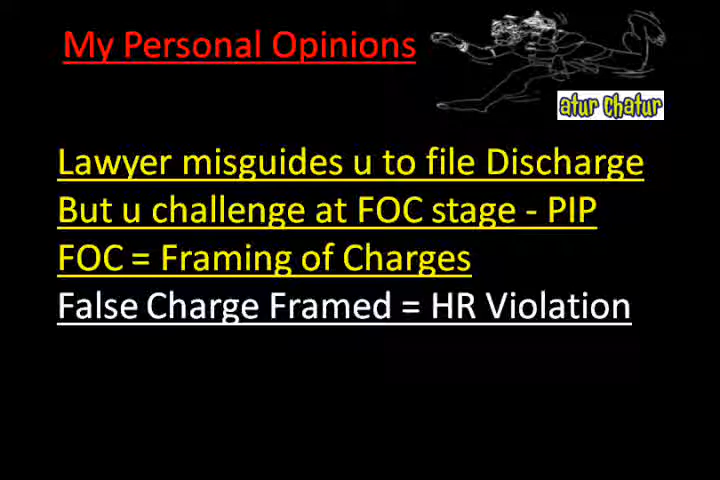 My Personal Opinions
atur chatur
Lawyer misguides u to file Discharge
But u challenge at FOC stage - PIP
FOC = Framing of Charges
False Charge Framed = HR Violation